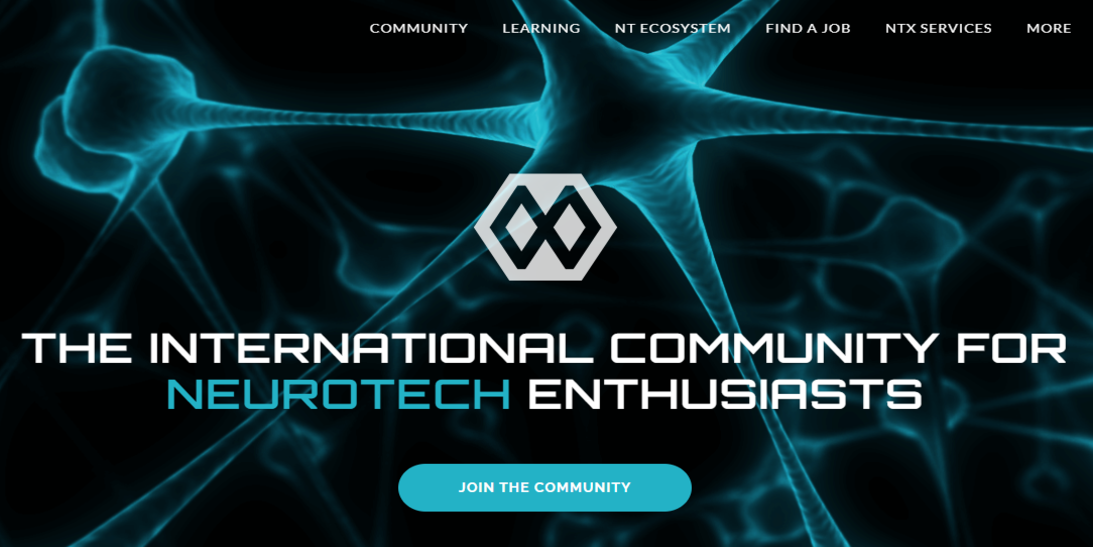 COMMUNITY LEARNING NT ECOSYSTEM FIND A JOB NTX SERVICES MORE
THE INTERNATIONAL COMMUNITY FOR
NEUROTECH ENTHUSIASTS
JOIN THE COMMUNITY